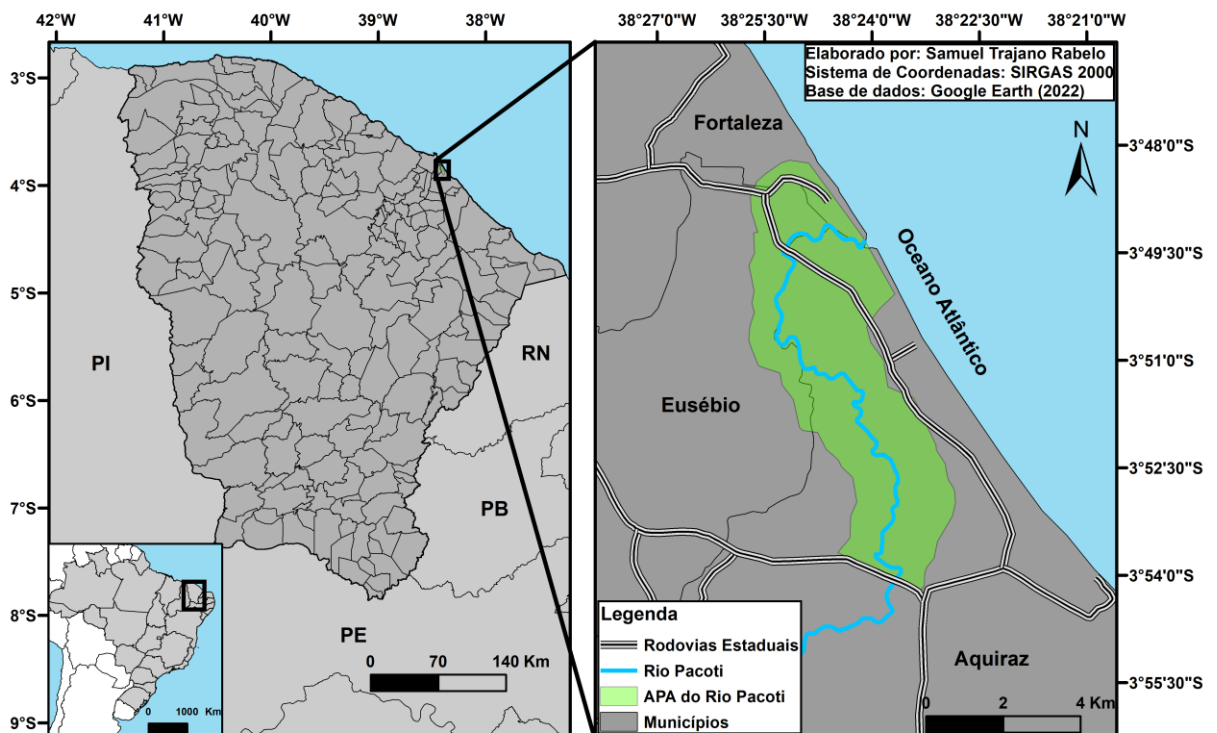 42°O 41°O 40°O 39°O 38°O
3°S
4°S
5°S
6°S
7°S
8°S
9°S
PI
RN
PB
PE
0 70 140 Km
0 1000 Km
38°27'0"O 38°25'30"O 38°24'0"O 38°22'30"O 38°21'0"O
Elaborado por: Samuel Trajano Rabelo
Sistema de Coordenadas: SIRGAS 2000
Base de dados: Google Earth (2022)
N
3°48'0"S
3°49'30"S
3°51'0"S
3°52'30"S
3°54'0"S
3°55'30"S
Fortaleza
Oceano Atlântico
Eusébio
Aquiraz
Legenda
Rodovias Estaduais
Rio Pacoti
APA do Rio Pacoti
Municípios
0 2 4 Km